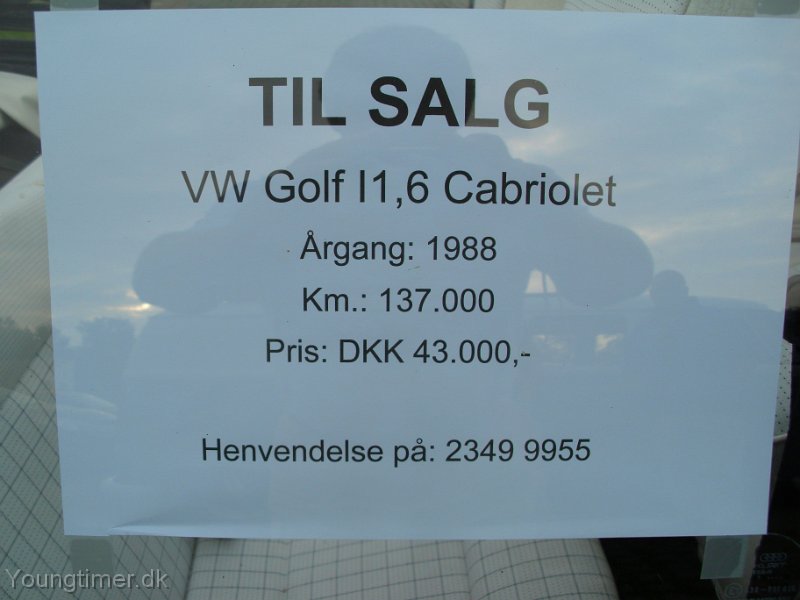 TIL SALG
VW Golf I1,6 Cabriolet
Årgang: 1988
Km.: 137.000
Pris: DKK 43.000,-
Henvendelse på: 2349 9955
Youngtimer.dk